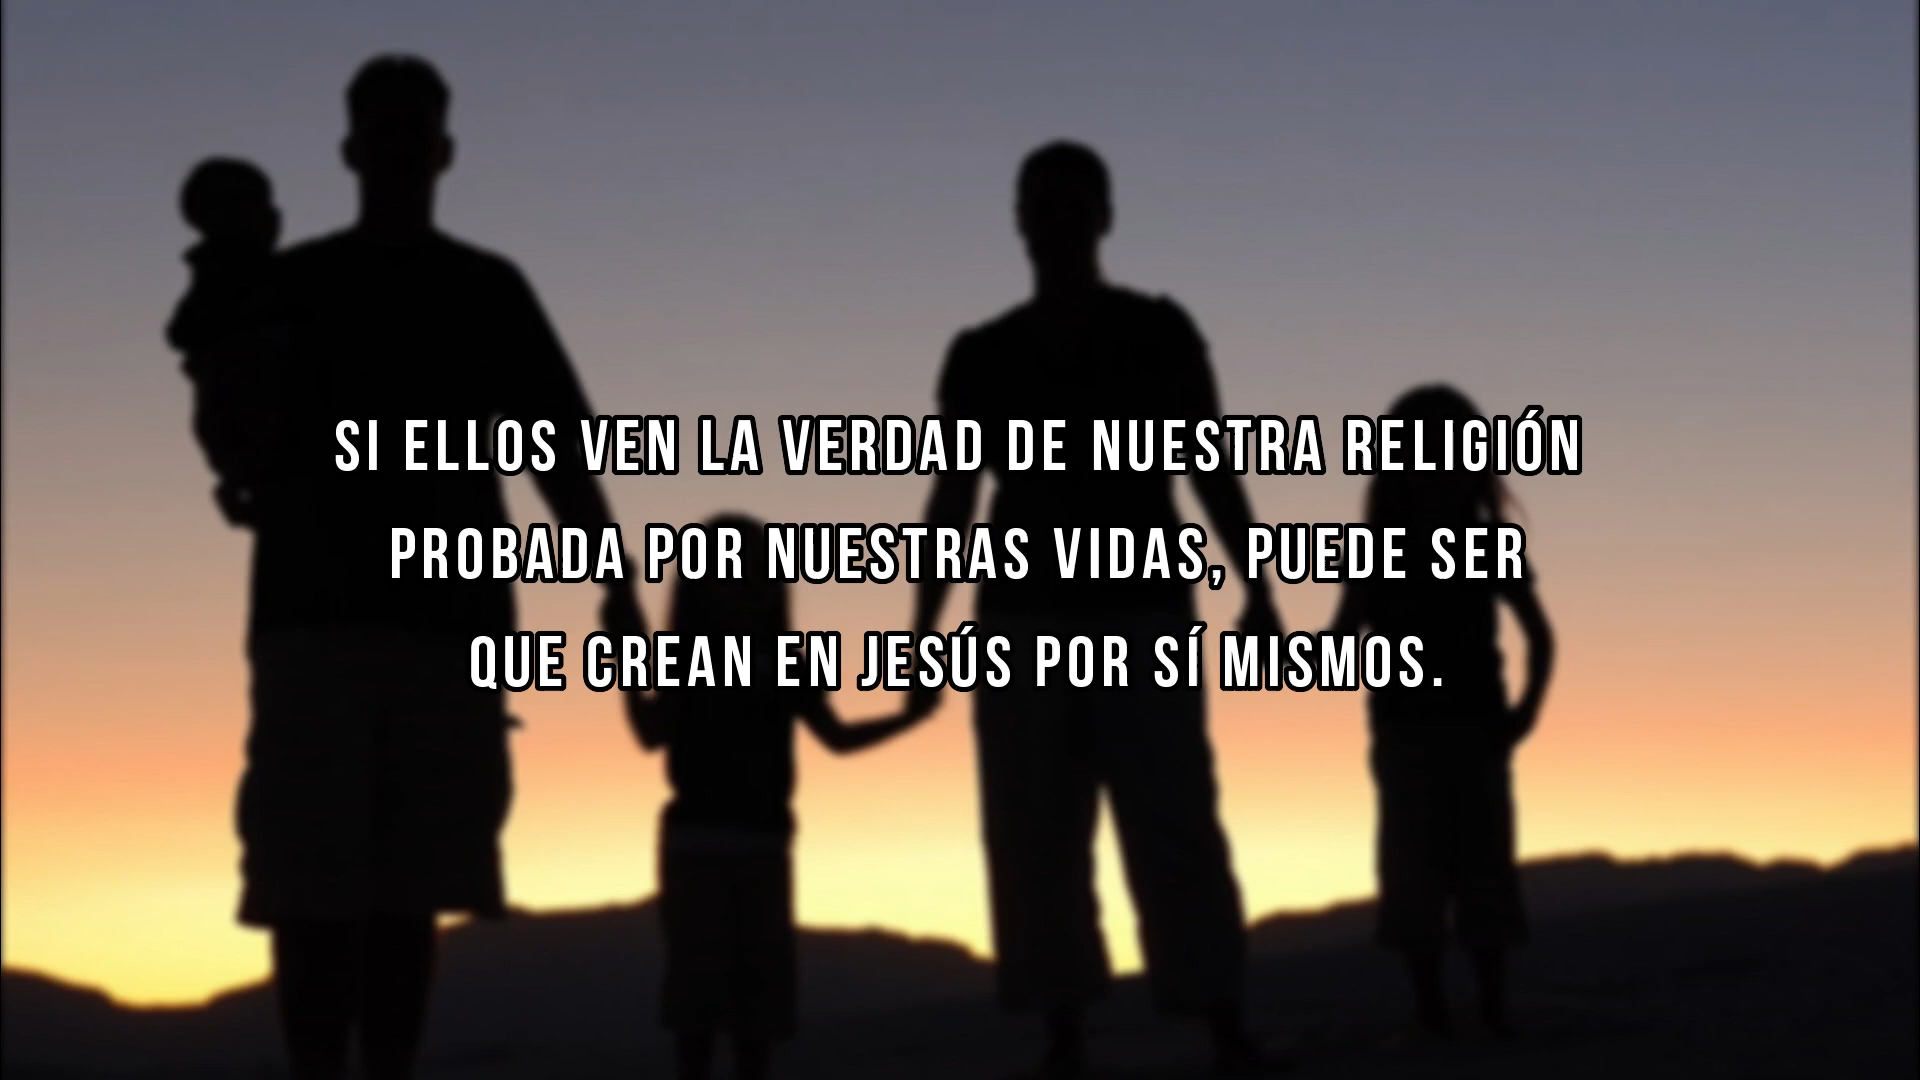 SI ELLOS VEN LA VERDAD DE NUESTRA RELIGIÓN
PROBADA POR NUESTRAS VIDAS, PUEDE SER
QUE CREAN EN JESÚS POR SÍ MISMOS.